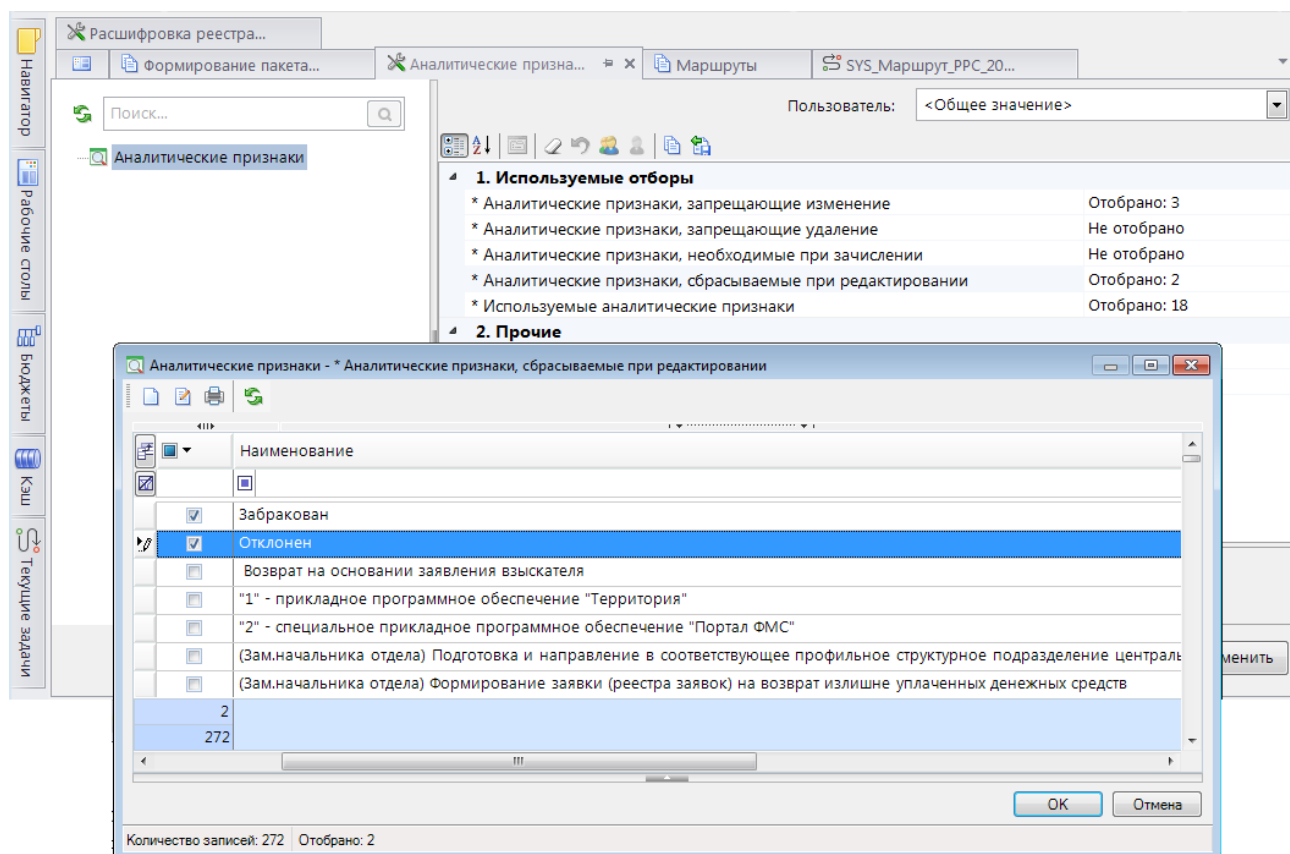 Расшифровка реестра...
Формирование пакета...
Аналитические призна...
Маршруты
SYS_Маршрут_РРС_20...
Навигатор
Рабочие столы
Бюджеты
Кэш
Текущие задачи
Поиск...
Аналитические признаки
Пользователь: <Общее значение>
1. Используемые отборы
* Аналитические признаки, запрещающие изменение Отобрано: 3
* Аналитические признаки, запрещающие удаление Не отобрано
* Аналитические признаки, необходимые при зачислении Не отобрано
* Аналитические признаки, сбрасываемые при редактировании Отобрано: 2
* Используемые аналитические признаки Отобрано: 18
2. Прочие
Аналитические признаки - * Аналитические признаки, сбрасываемые при редактировании
Наименование
Забракован
Отклонен
Возврат на основании заявления взыскателя
"1" - прикладное программное обеспечение "Территория"
"2" - специальное прикладное программное обеспечение "Портал ФМС"
(Зам.начальника отдела) Подготовка и направление в соответствующее профильное структурное подразделение централь
(Зам.начальника отдела) Формирование заявки (реестра заявок) на возврат излишне уплаченных денежных средств
менить
2
272
ОК
Отмена
Количество записей: 272 Отобрано: 2